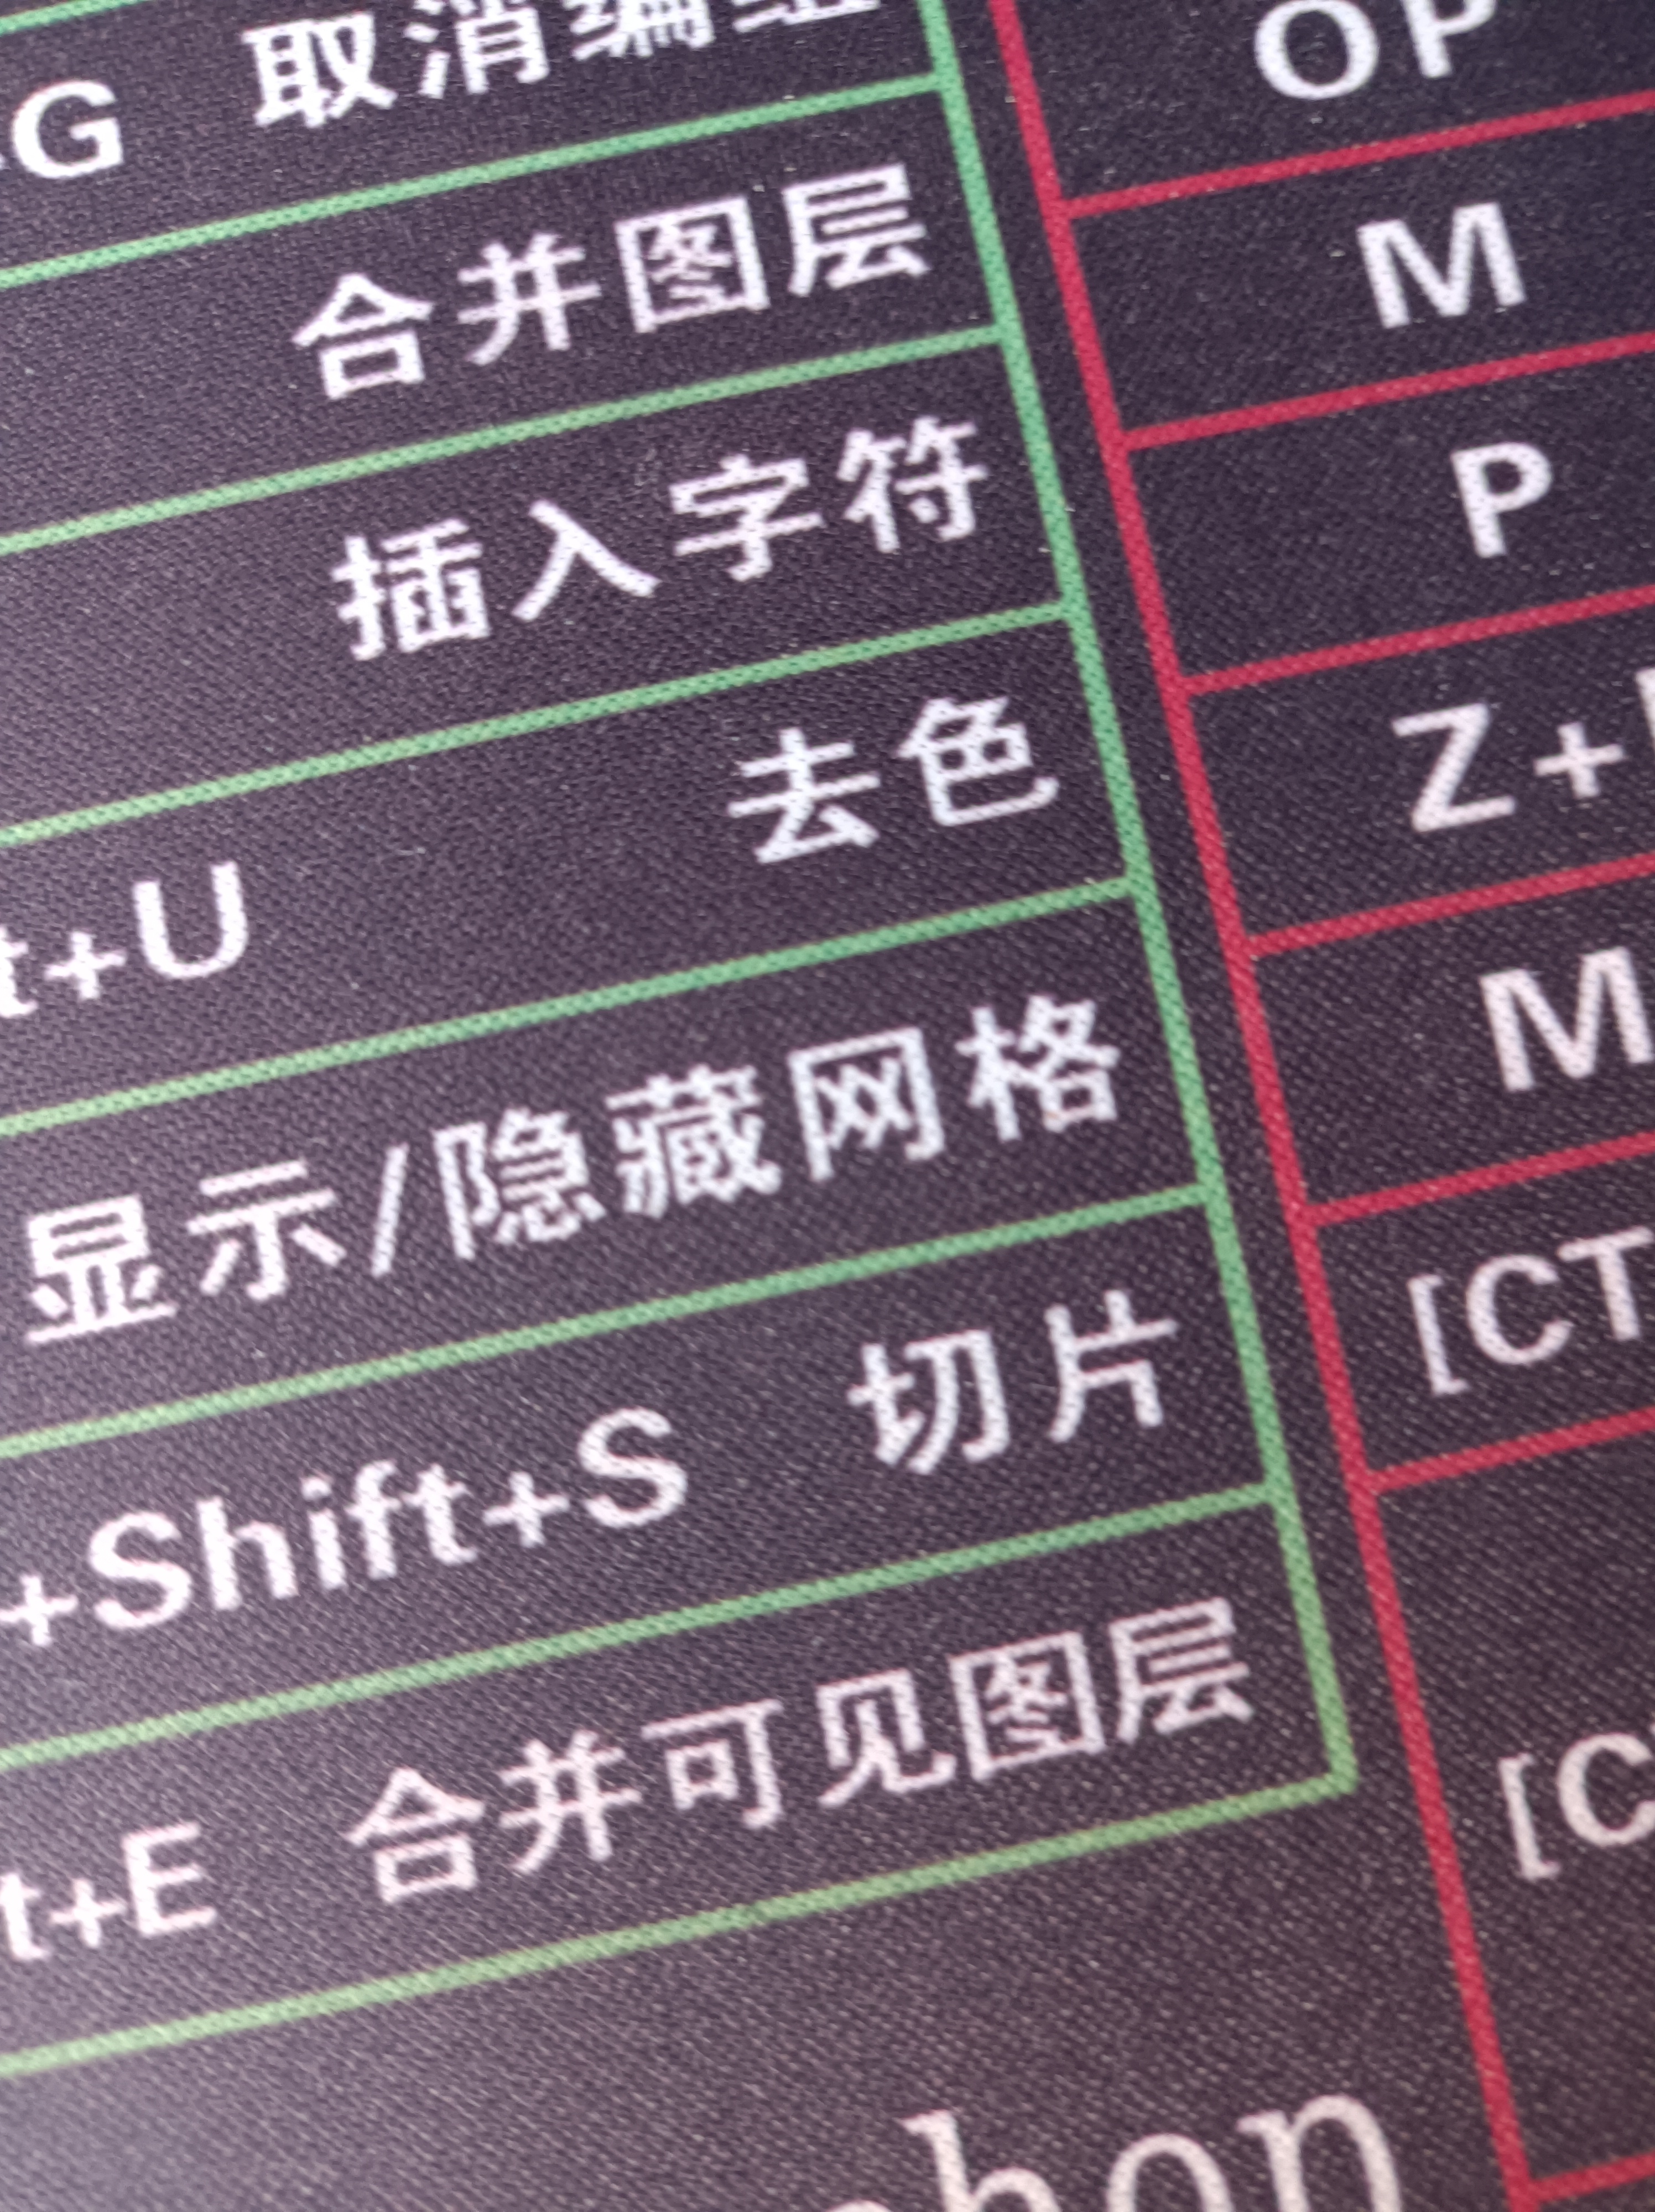 G 取消编组
合并图层
插入字符
t+U 去色
显示/隐藏网格
+Shift+S 切片
t+E 合并可见图层
OP
M
P
Z+
M
[CT
[C
hop